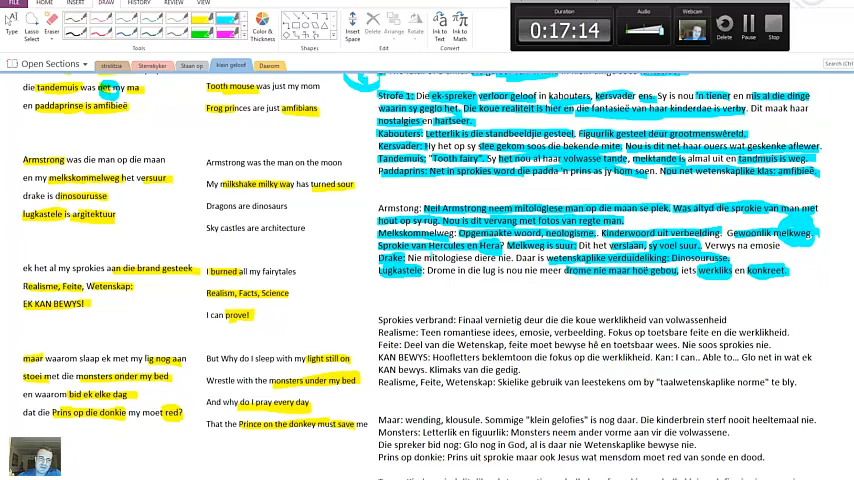 FILE
HOME
INSERT
DRAW
HISTORY
REVIEW
VIEW
Type
Lasso
Select
Eraser
Tools
Color &
Thickness
Shapes
Insert
Space
Delete
Arrange
Rotate
Edit
Ink to
Text
Ink to
Math
Convert
Duration
0:17:14
Audio
Webcam
Delete
Pause
Stop
Open Sections
strelitzia
Sterrekyker
Staan op
klein geloof
Daarom
Search (Ctrl
die tandemuis was net my ma
en paddaprinse is amfibieë
Armstrong was die man op die maan
en my melkskommelweg het versuur
drake is dinosourusse
lugkastele is argitektuur
ek het al my sprokies aan die brand gesteek
Realisme, Feite, Wetenskap:
EK KAN BEWYS!
maar waarom slaap ek met my lig nog aan
stoei met die monsters onder my bed
en waarom bid ek elke dag
dat die Prins op die donkie my moet red?
Tooth mouse was just my mom
Frog princes are just amfibians
Armstrong was the man on the moon
My milkshake milky way has turned sour
Dragons are dinosaurs
Sky castles are architecture
I burned all my fairytales
Realism, Facts, Science
I can prove!
But Why do I sleep with my light still on
Wrestle with the monsters under my bed
And why do I pray every day
That the Prince on the donkey must save me
Strofe 1: Die ek-spreker verloor geloof in kabouters, kersvader ens. Sy is nou 'n tiener en mis al die dinge
waarin sy geglo het. Die koue realiteit is hier en die fantasieë van haar kinderdae is verby. Dit maak haar
nostalgies en hartseer.
Kabouters: Letterlik is die standbeeldjie gesteel. Figuurlik gesteel deur grootmenswêreld.
Kersvader: Hy het op sy slee gekom soos die bekende mite. Nou is dit net haar ouers wat geskenke aflewer.
Tandemuis: "Tooth fairy". Sy het nou al haar volwasse tande, melktande is almal uit en tandmuis is weg.
Paddaprins: Net in sprokies word die padda 'n prins as jy hom soen. Nou net wetenskaplike klas: amfibieë.
Armstong: Neil Armstrong neem mitologiese man op die maan se plek. Was altyd die sprokie van man met
hout op sy rug. Nou is dit vervang met fotos van regte man.
Melkskommelweg: Opgemaakte woord, neologisme.. Kinderwoord uit verbeelding. Gewoonlik melkweg.
Sprokie van Hercules en Hera? Melkweg is suur: Dit het verslaan, sy voel suur.. Verwys na emosie
Drake: Nie mitologiese diere nie. Daar is wetenskaplike verduideliking: Dinosourusse.
Lugkastele: Drome in die lug is nou nie meer drome nie maar hoë gebou, iets werkliks en konkreet.
Sprokies verbrand: Finaal vernietig deur die die koue werklikheid van volwassenheid
Realisme: Teen romantiese idees, emosie, verbeelding. Fokus op toetsbare feite en die werklikheid.
Feite: Deel van die Wetenskap, feite moet bewyse hê en toetsbaar wees. Nie soos sprokies nie.
KAN BEWYS: Hoofletters beklemtoon die fokus op die werklikheid. Kan: I can.. Able to... Glo net in wat ek
KAN bewys. Klimaks van die gedig.
Realisme, Feite, Wetenskap: Skielike gebruik van leestekens om by "taalwetenskaplike norme" te bly.
Maar: wending, klousule. Sommige "klein gelofies" is nog daar. Die kinderbrein sterf nooit heeltemal nie.
Monsters: Letterlik en figuurlik: Monsters neem ander vorme aan vir die volwassene.
Die spreker bid nog: Glo nog in God, al is daar nie Wetenskaplike bewyse nie.
Prins op donkie: Prins uit sprokie maar ook Jesus wat mensdom moet red van sonde en dood.